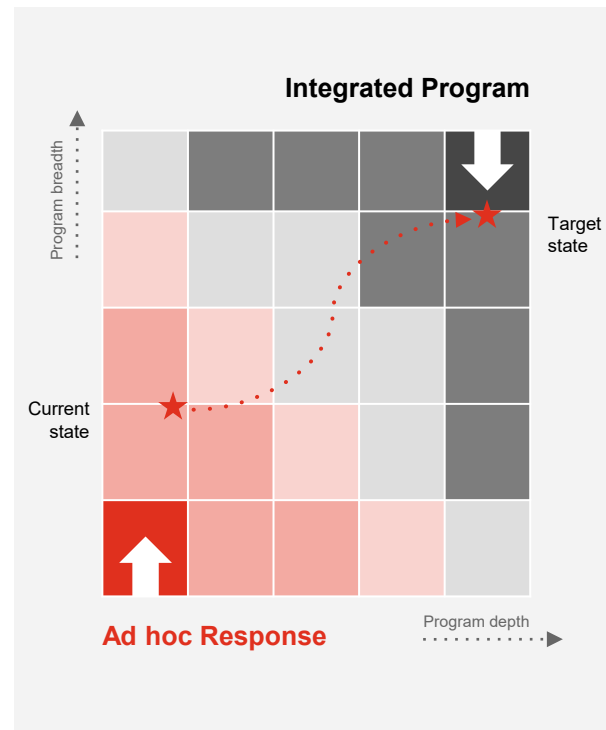 Integrated Program
Program breadth
Target
state
Current
state
Ad hoc Response
Program depth